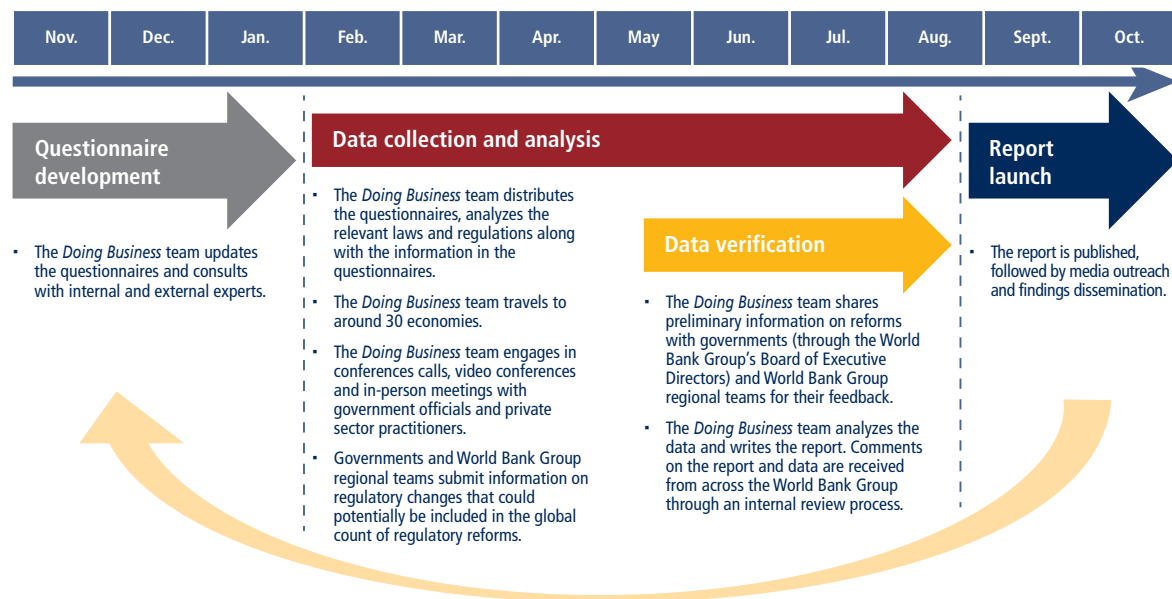 Nov.
Dec.
Jan.
Feb.
Mar.
Apr.
May
Jun.
Jul.
Aug.
Sept.
Oct.
Questionnaire
development
▪ The Doing Business team updates
the questionnaires and consults
with internal and external experts.
Data collection and analysis
▪ The Doing Business team distributes
the questionnaires, analyzes the
relevant laws and regulations along
with the information in the
questionnaires.
▪ The Doing Business team travels to
around 30 economies.
▪ The Doing Business team engages in
conferences calls, video conferences
and in-person meetings with
government officials and private
sector practitioners.
▪ Governments and World Bank Group
regional teams submit information on
regulatory changes that could
potentially be included in the global
count of regulatory reforms.
Data verification
▪ The Doing Business team shares
preliminary information on reforms
with governments (through the World
Bank Group’s Board of Executive
Directors) and World Bank Group
regional teams for their feedback.
▪ The Doing Business team analyzes the
data and writes the report. Comments
on the report and data are received
from across the World Bank Group
through an internal review process.
Report
launch
▪ The report is published,
followed by media outreach
and findings dissemination.